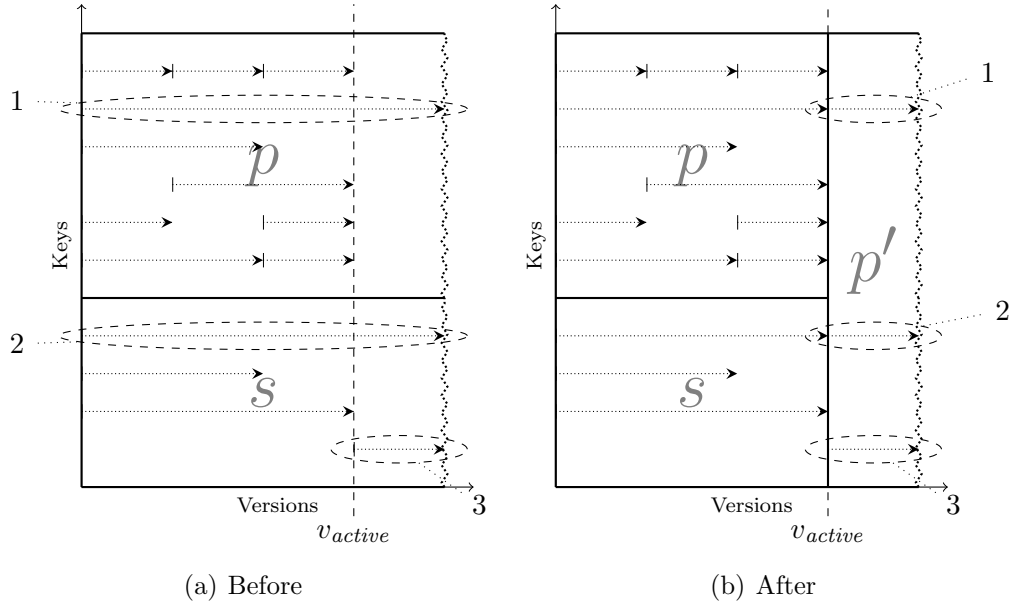 1
p
Keys
2
s
3
Versions
v_active
(a) Before
1
p
Keys
p′
2
s
3
Versions
v_active
(b) After